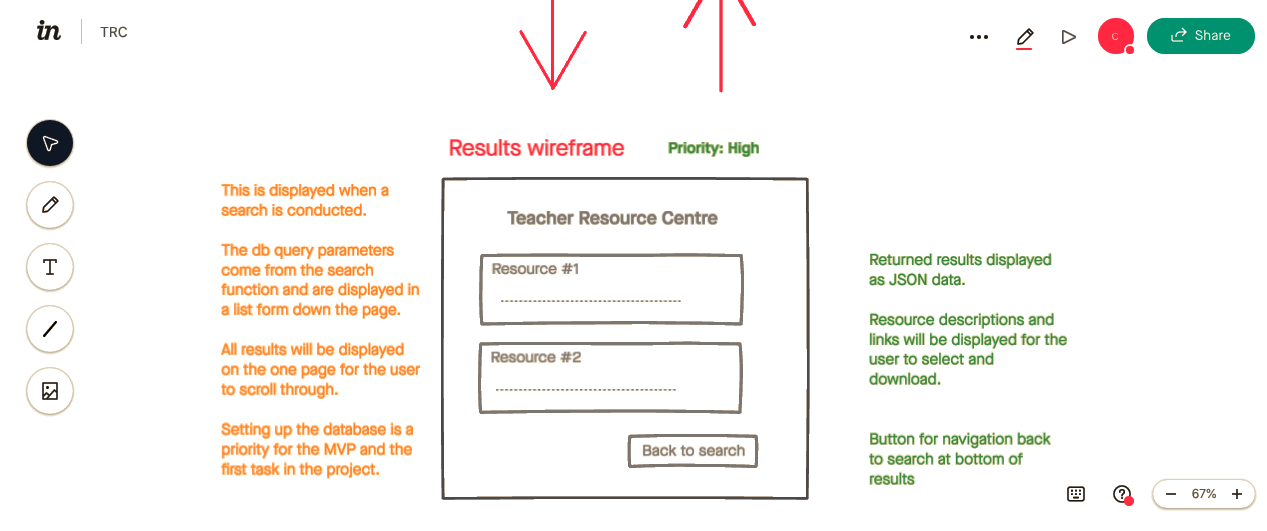 in
TRC
C
Share
Results wireframe
Priority: High
This is displayed when a
search is conducted.
The db query parameters
come from the search
function and are displayed in
a list form down the page.
All results will be displayed
on the one page for the user
to scroll through.
Setting up the database is a
priority for the MVP and the
first task in the project.
Teacher Resource Centre
Resource #1
Resource #2
Back to search
Returned results displayed
as JSON data.
Resource descriptions and
links will be displayed for the
user to select and
download.
Button for navigation back
to search at bottom of
results
T
67%